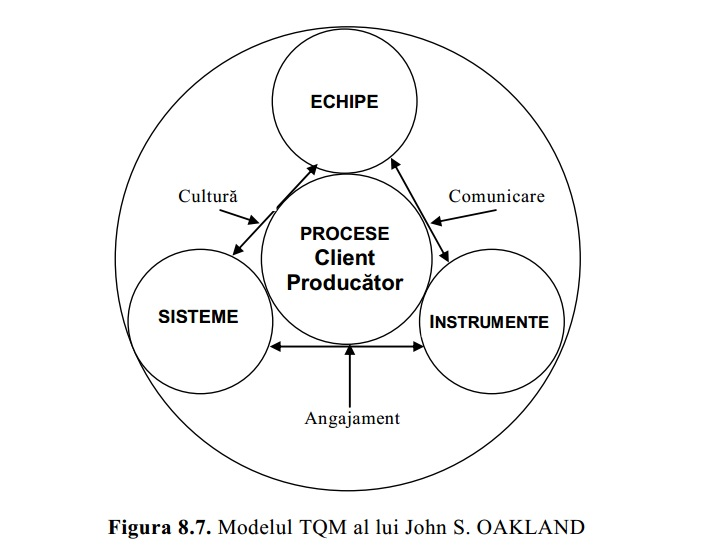 ECHIPE
Cultură
Comunicare
PROCESE
Client
Producător
SISTEME
INSTRUMENTE
Angajament
Figura 8.7. Modelul TQM al lui John S. OAKLAND